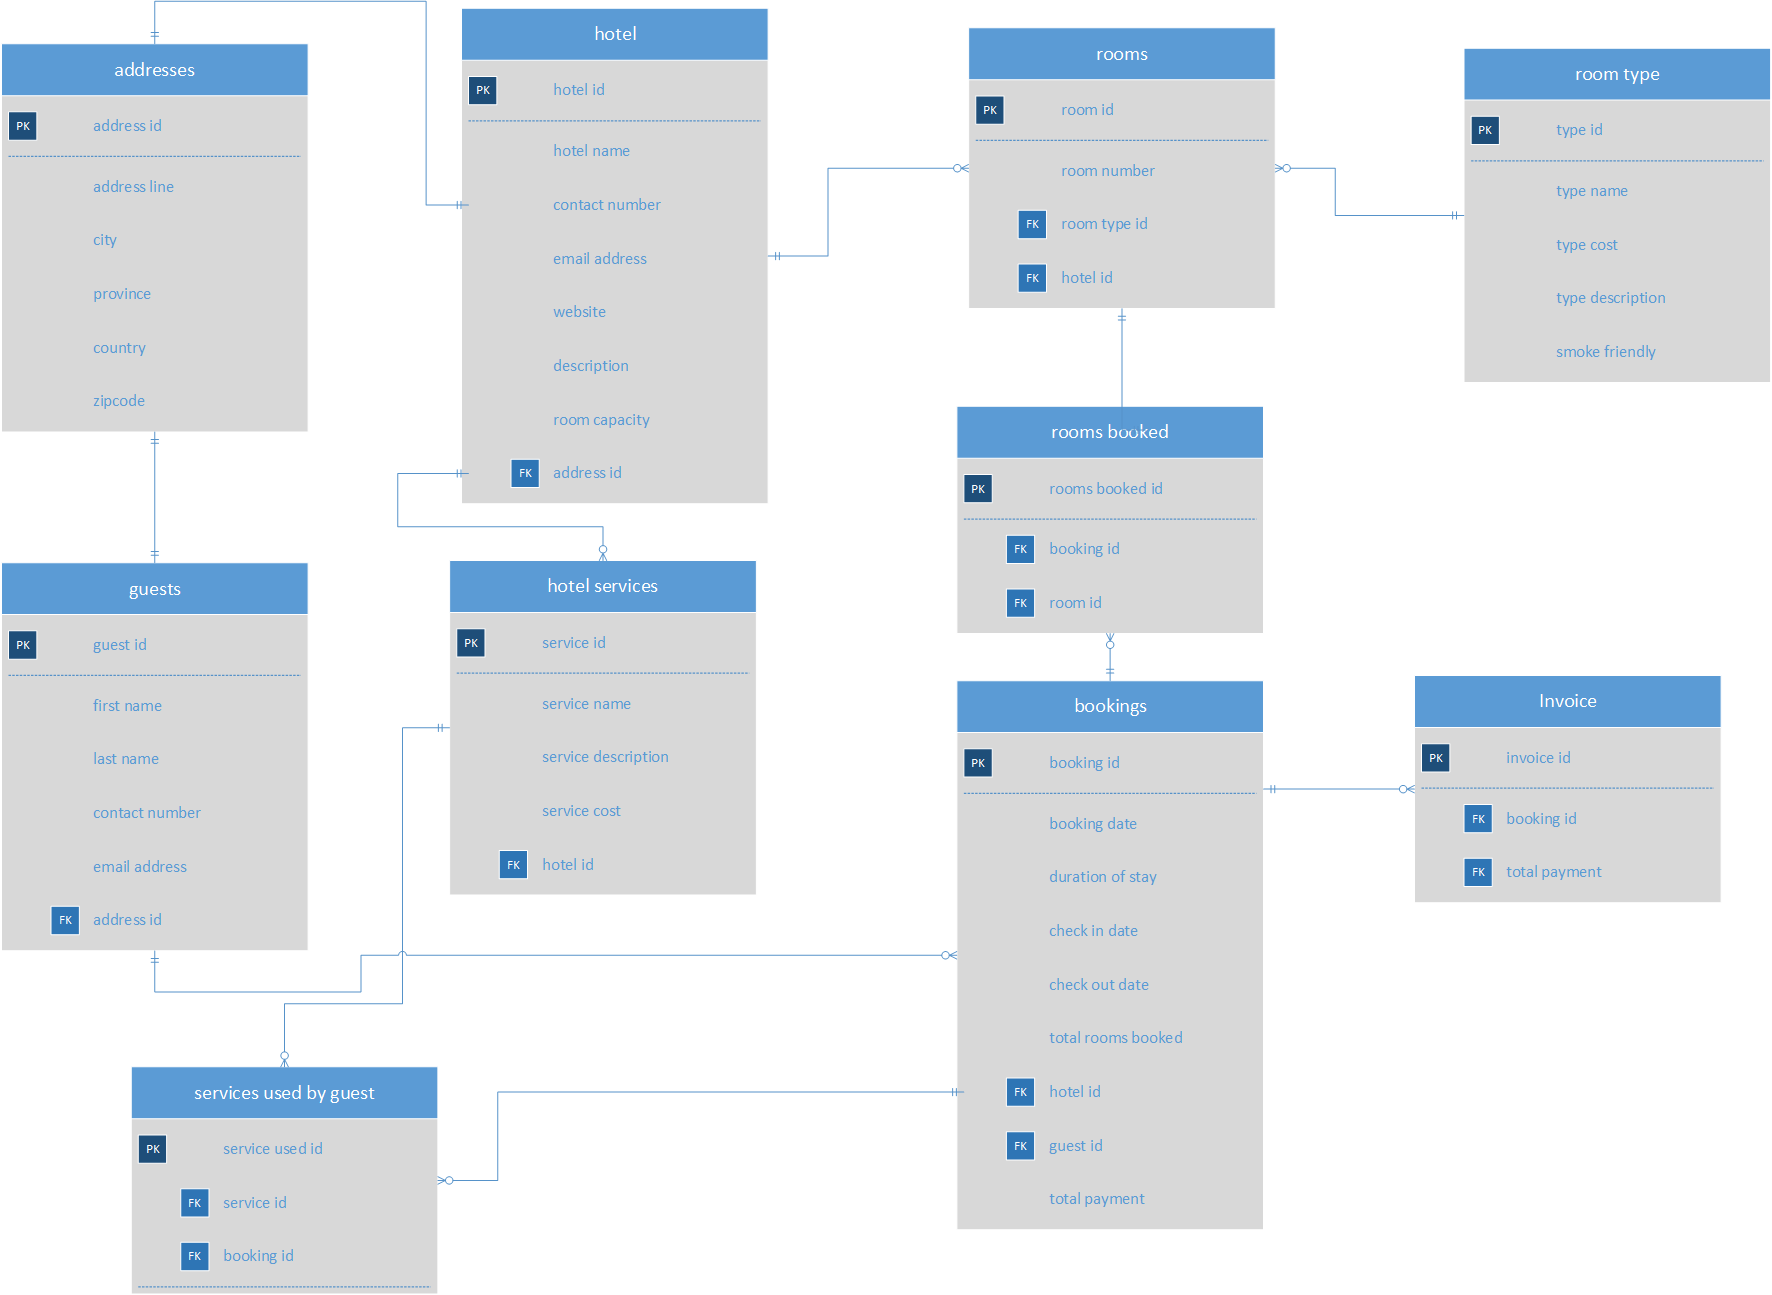 addresses
PK address id
address line
city
province
country
zipcode
hotel
PK hotel id
hotel name
contact number
email address
website
description
room capacity
FK address id
rooms
PK room id
room number
FK room type id
FK hotel id
room type
PK type id
type name
type cost
type description
smoke friendly
rooms booked
PK rooms booked id
FK booking id
FK room id
guests
PK guest id
first name
last name
contact number
email address
FK address id
hotel services
PK service id
service name
service description
service cost
FK hotel id
bookings
PK booking id
booking date
duration of stay
check in date
check out date
total rooms booked
FK hotel id
FK guest id
total payment
Invoice
PK invoice id
FK booking id
FK total payment
services used by guest
PK service used id
FK service id
FK booking id